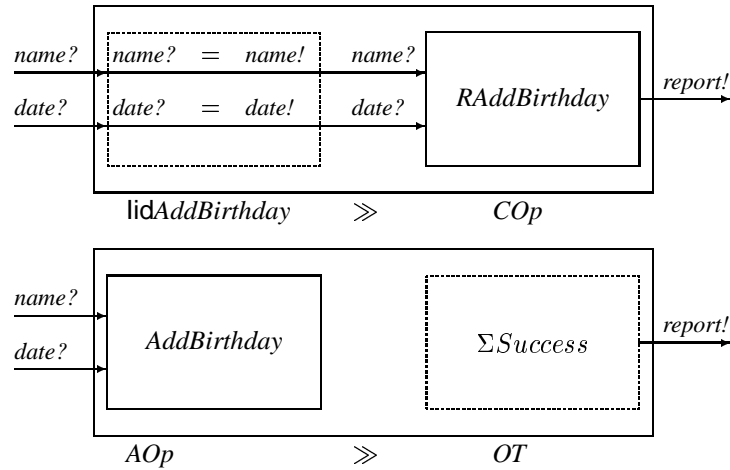 name? name? = name! name?
RAddBirthday report!
date? date? = date! date?
lidAddBirthday ≫ COp
name?
AddBirthday ΣSuccess report!
date?
AOp ≫ OT